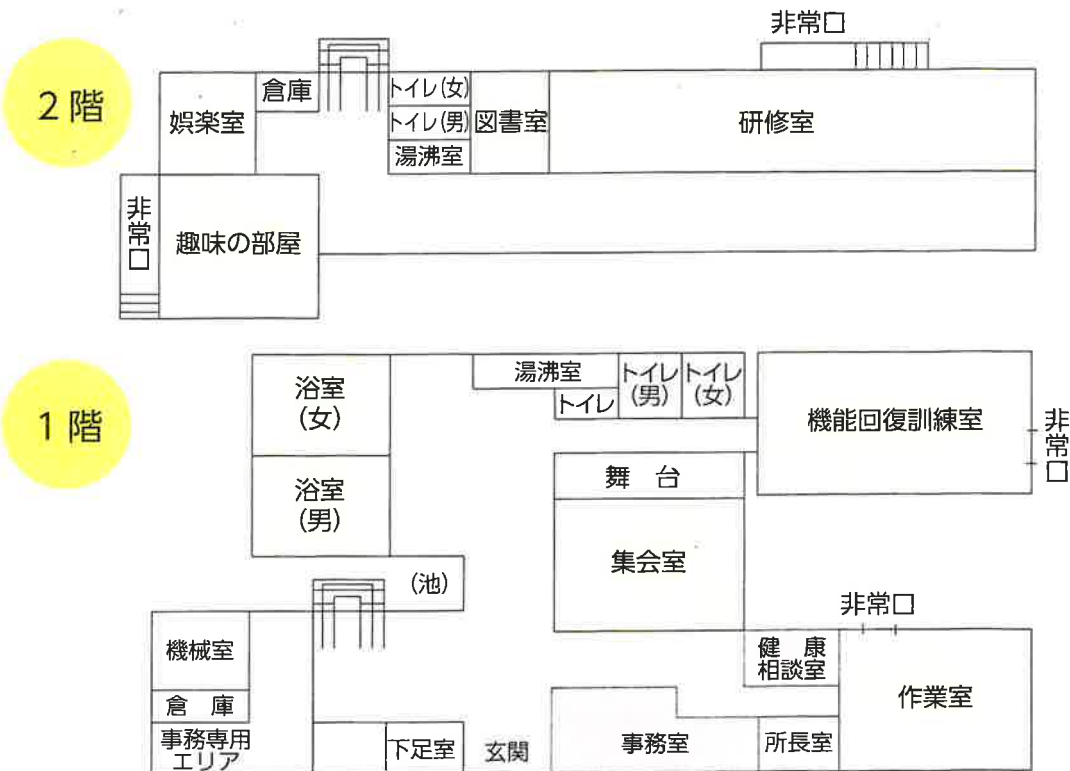 非常口
2階
倉庫
トイレ(女)
娯楽室
トイレ(男)
図書室
研修室
湯沸室
非常口
趣味の部屋
1階
浴室
(女)
湯沸室
トイレ
(男)
トイレ
(女)
トイレ
機能回復訓練室
非常口
舞 台
浴室
(男)
集会室
(池)
非常口
機械室
健 康
相談室
倉 庫
作業室
事務専用
エリア
下足室
玄関
事務室
所長室